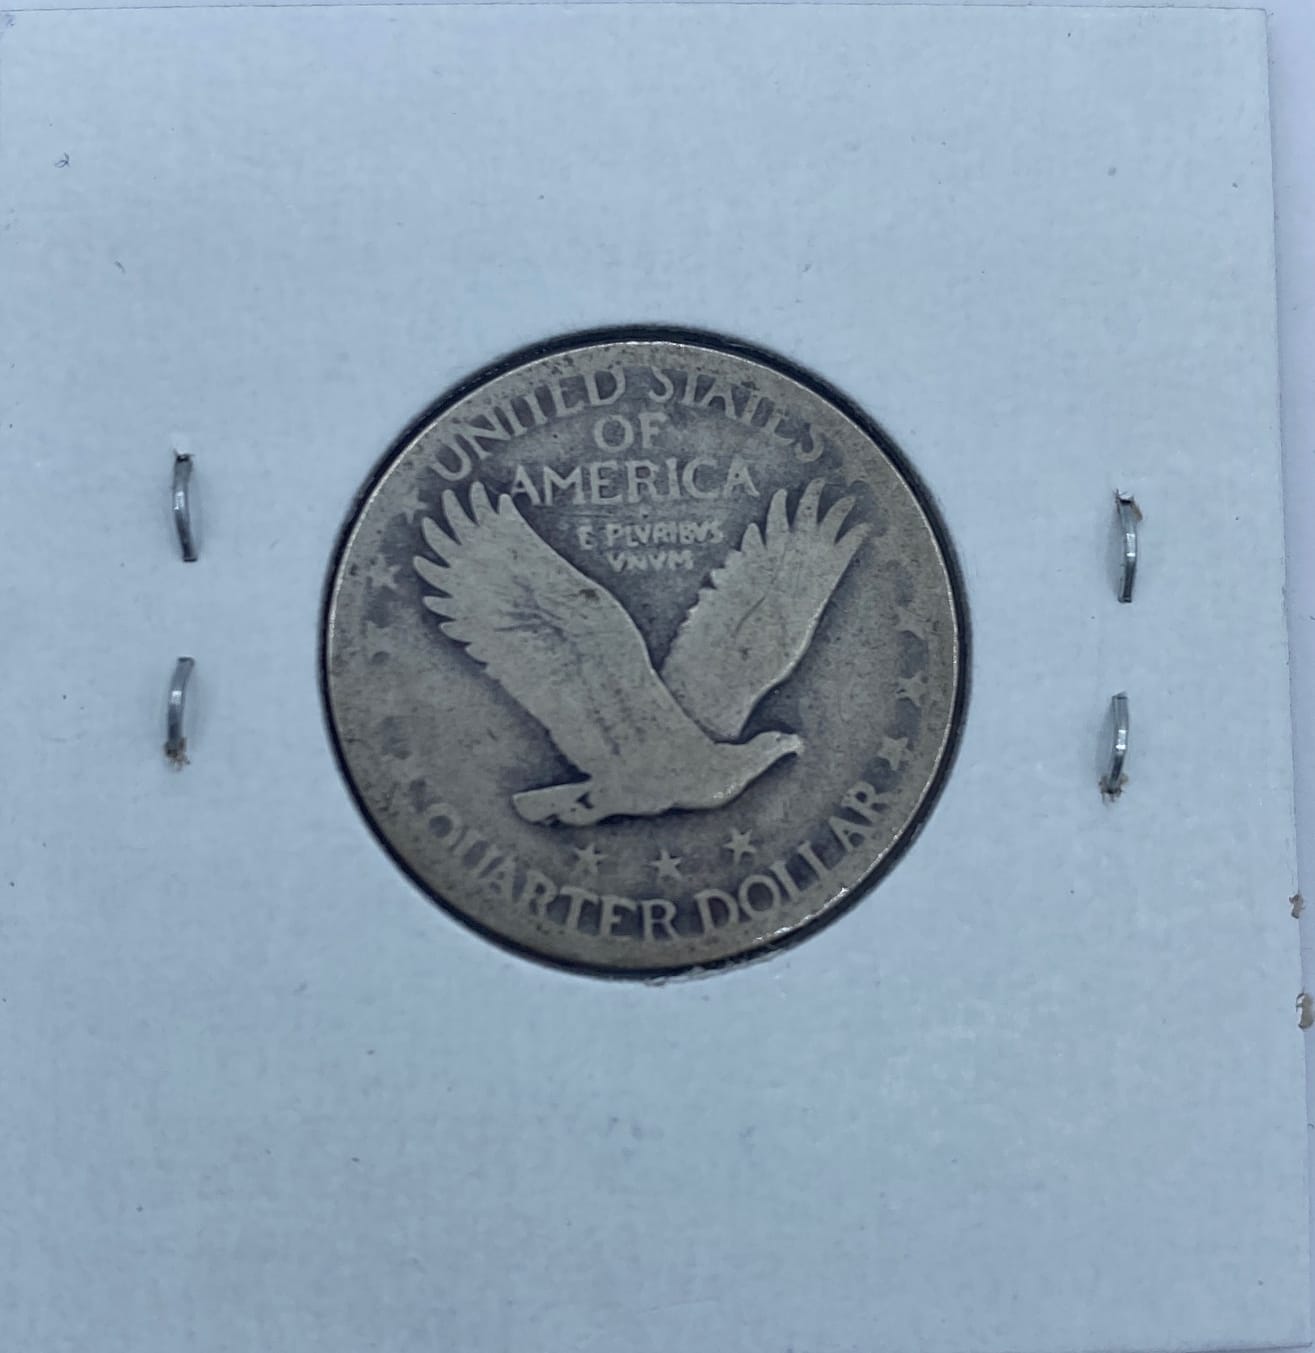 UNITED STATES
OF
AMERICA
E PLVRIBVS
VNVM
QUARTER DOLLAR